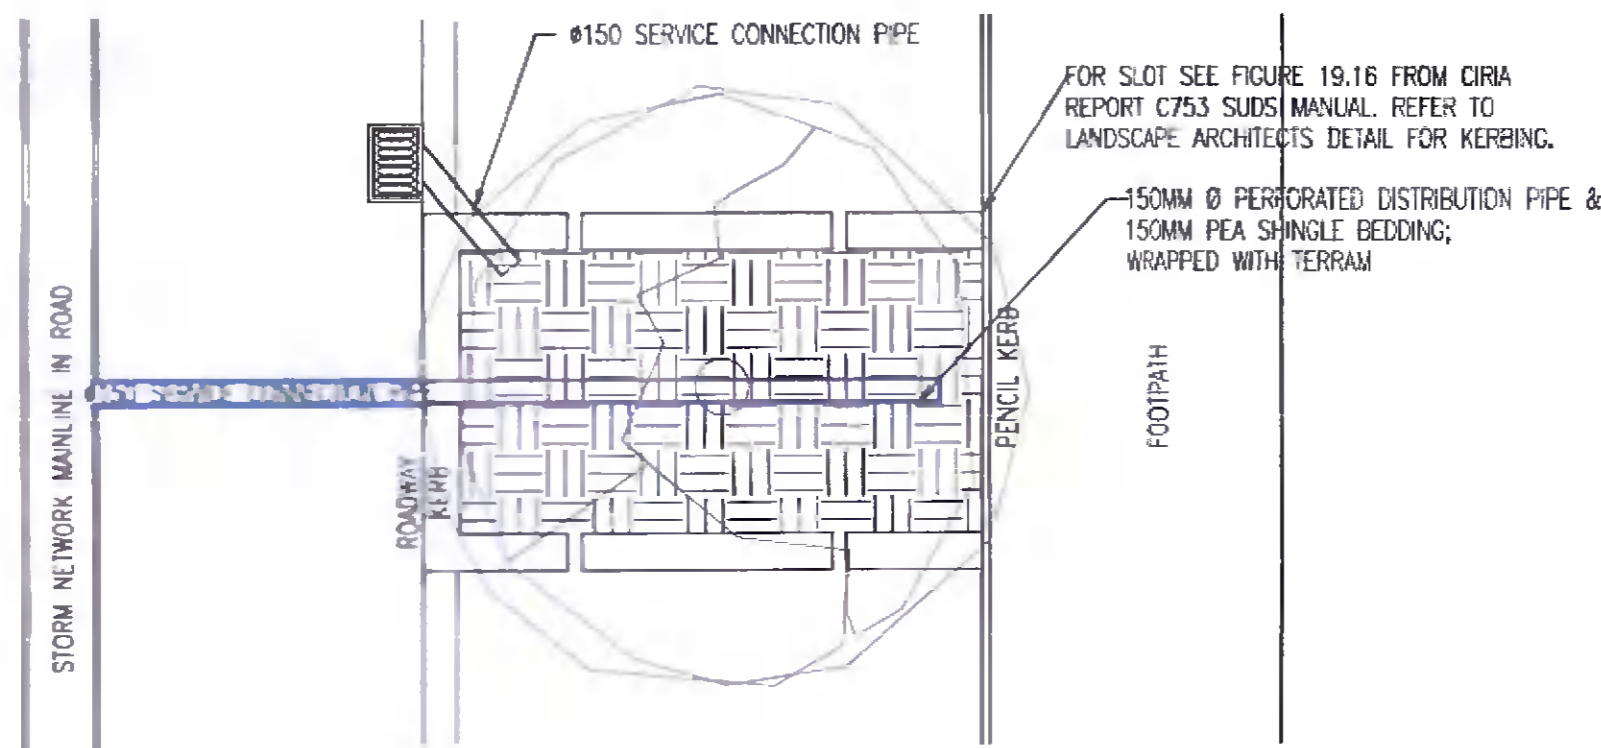 Ø150 SERVICE CONNECTION PIPE
FOR SLOT SEE FIGURE 19.16 FROM CIRIA
REPORT C753 SUDS MANUAL. REFER TO
LANDSCAPE ARCHITECTS DETAIL FOR KERBING.
150MM Ø PERFORATED DISTRIBUTION PIPE &
150MM PEA SHINGLE BEDDING;
WRAPPED WITH TERRAM
STORM NETWORK MAINLINE IN ROAD
ROADWAY
KERB
PENCIL KERB
FOOTPATH